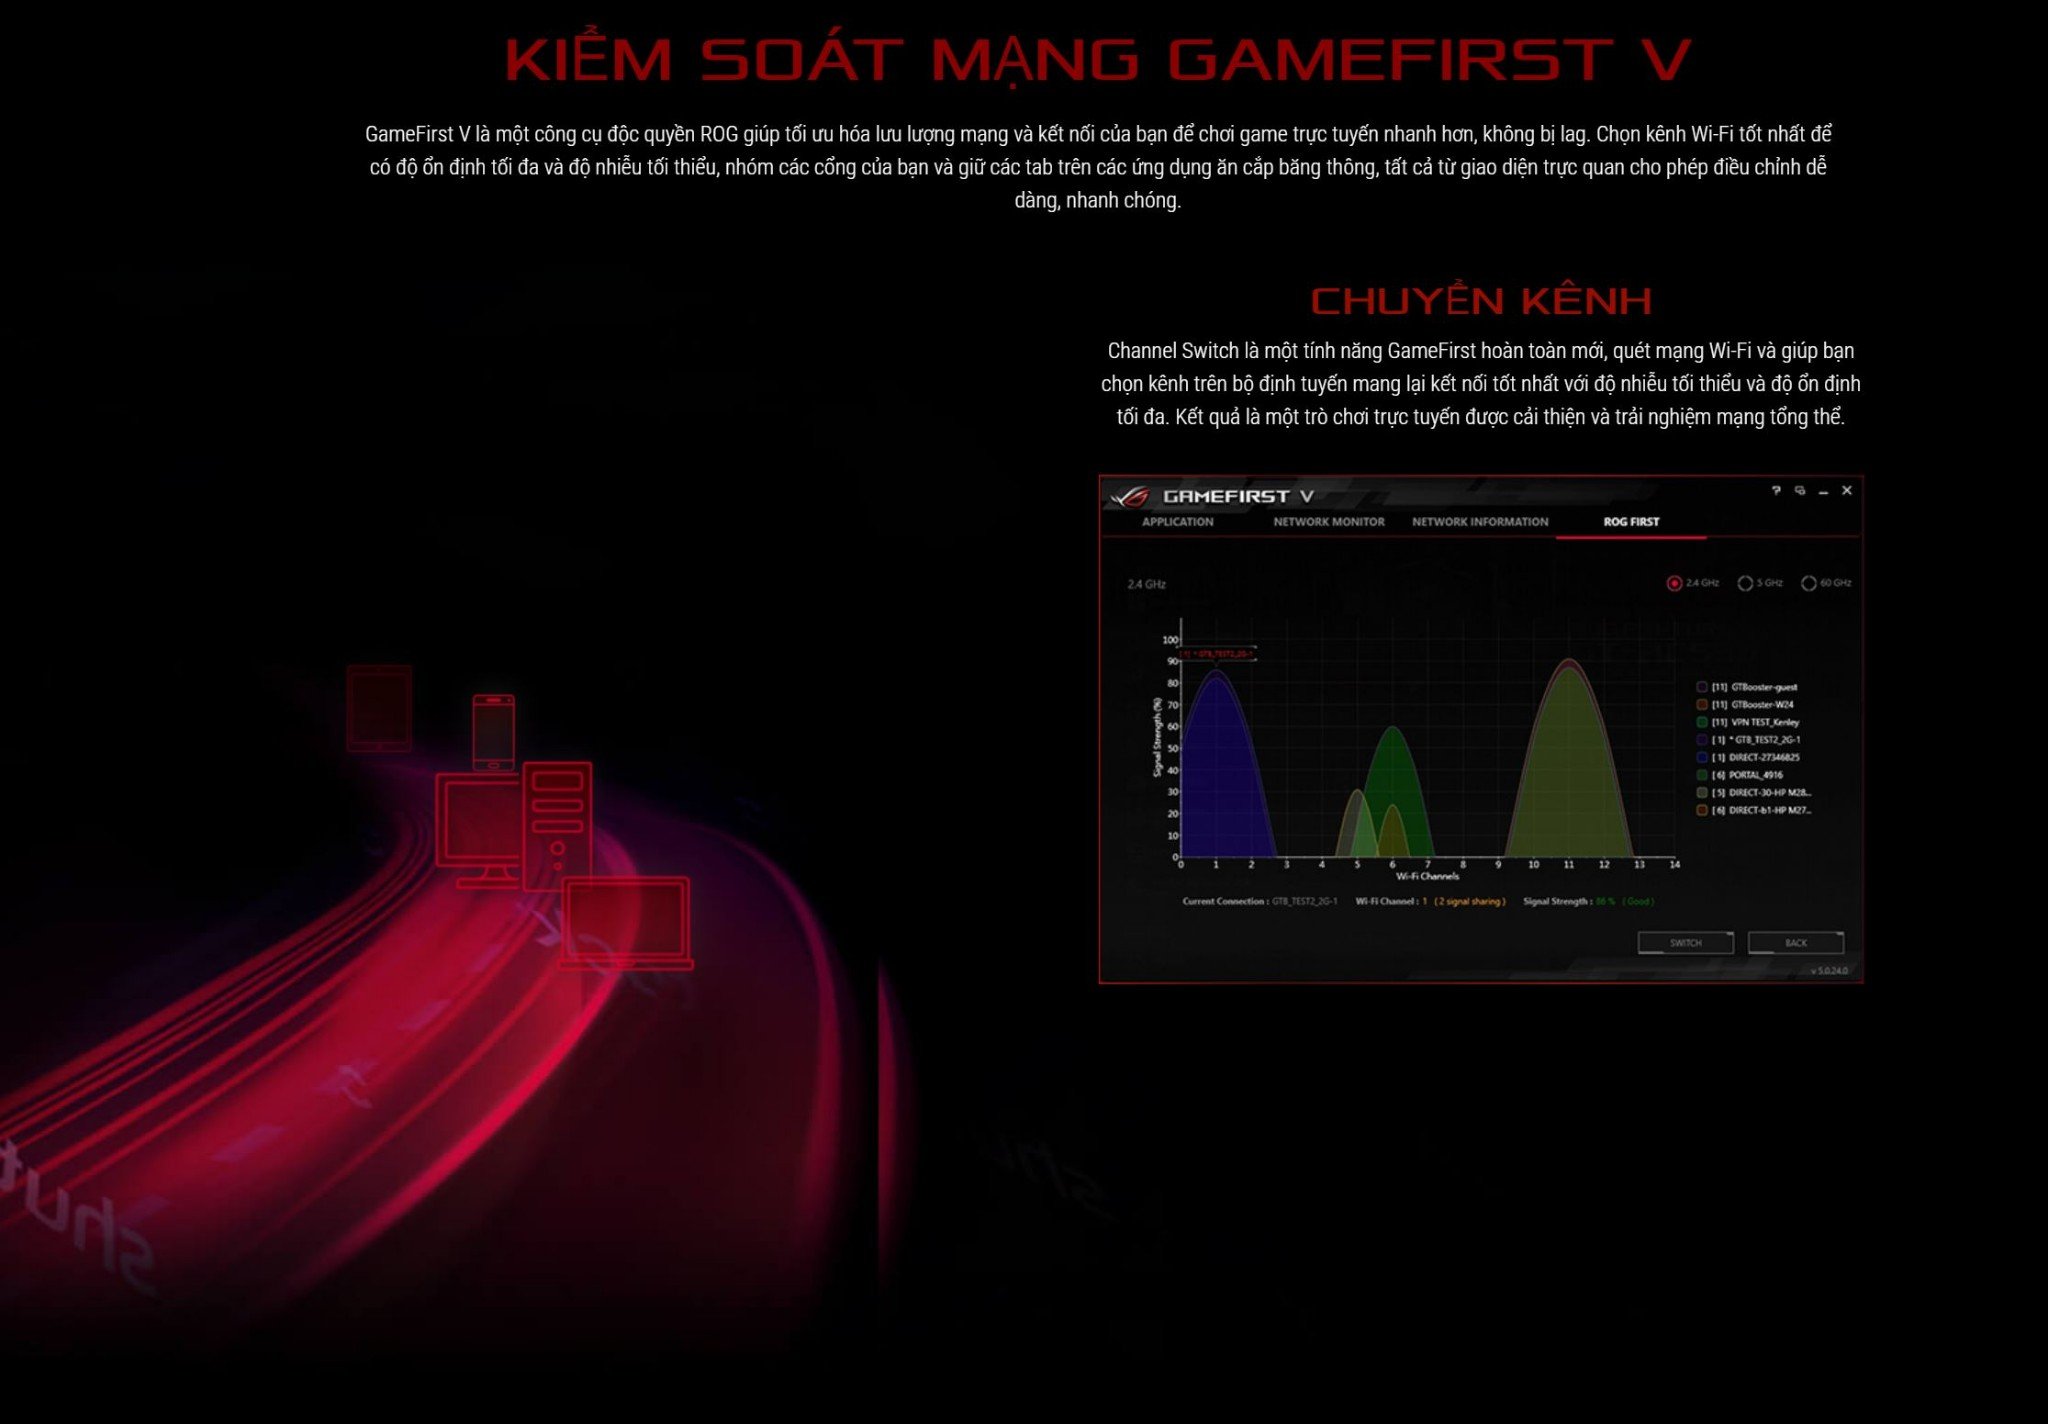 KIỂM SOÁT MẠNG GAMEFIRST V
GameFirst V là một công cụ độc quyền ROG giúp tối ưu hóa lưu lượng mạng và kết nối của bạn để chơi game trực tuyến nhanh hơn, không bị lag. Chọn kênh Wi-Fi tốt nhất để
có độ ổn định tối đa và độ nhiễu tối thiểu, nhóm các cổng của bạn và giữ các tab trên các ứng dụng ăn cắp băng thông, tất cả từ giao diện trực quan cho phép điều chỉnh dễ
dàng, nhanh chóng.
CHUYỂN KÊNH
Channel Switch là một tính năng GameFirst hoàn toàn mới, quét mạng Wi-Fi và giúp bạn
chọn kênh trên bộ định tuyến mang lại kết nối tốt nhất với độ nhiễu tối thiểu và độ ổn định
tối đa. Kết quả là một trò chơi trực tuyến được cải thiện và trải nghiệm mạng tổng thể.
GAMEFIRST V
APPLICATION NETWORK MONITOR NETWORK INFORMATION ROG FIRST
2.4 GHz
2.4 GHz 5 GHz 60 GHz
[1] * GTB_TEST2_2G-1
Signal Strength (%)
100
90
80
70
60
50
40
30
20
10
0
0 1 2 3 4 5 6 7 8 9 10 11 12 13 14
Wi-Fi Channels
[11] GTBooster-guest
[11] GTBooster-W24
[11] VPN TEST_Kenley
[ 1] * GTB_TEST2_2G-1
[ 1] DIRECT-27346825
[ 6] PORTAL_4916
[ 5] DIRECT-30-HP M28...
[ 6] DIRECT-b1-HP M27...
Current Connection : GTB_TEST2_2G-1 Wi-Fi Channel : 1 ( 2 signal sharing ) Signal Strength : 86 % ( Good )
SWITCH BACK
v 5.0.24.0